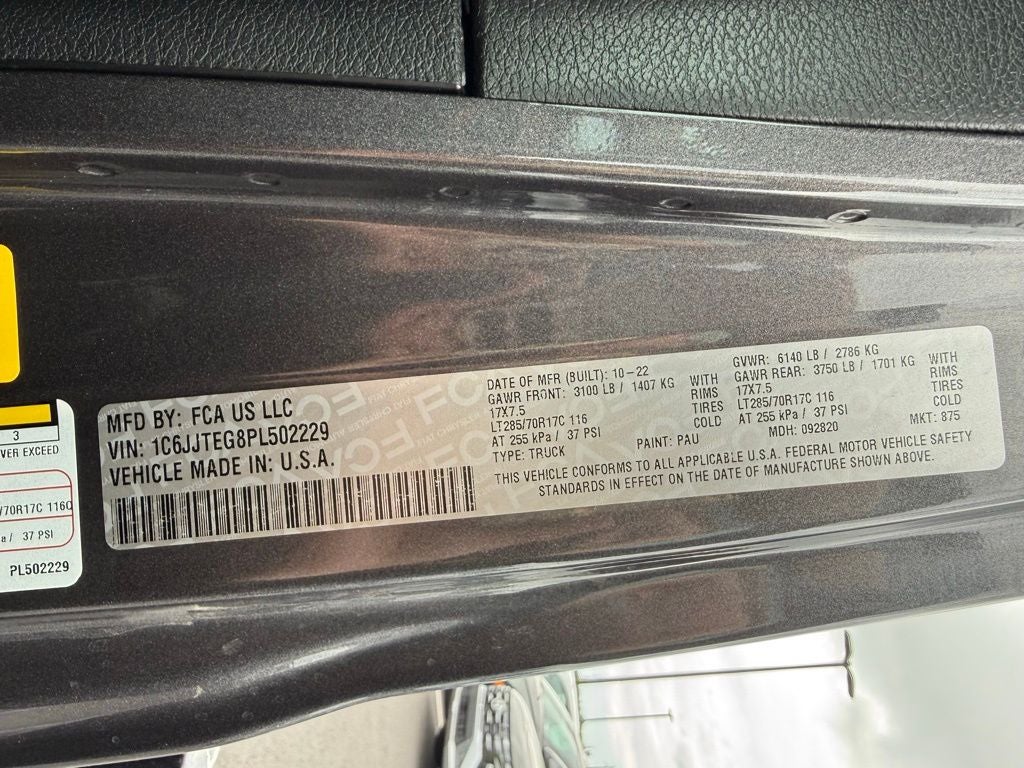 MFD BY: FCA US LLC
VIN: 1C6JJTEG8PL502229
VEHICLE MADE IN: U.S.A.
DATE OF MFR (BUILT): 10-22
GAWR FRONT: 3100 LB / 1407 KG WITH
17X7.5 RIMS
LT285/70R17C 116 TIRES
AT 255 kPa / 37 PSI COLD
TYPE: TRUCK PAINT: PAU
GVWR: 6140 LB / 2786 KG
GAWR REAR: 3750 LB / 1701 KG WITH
17X7.5 RIMS
LT285/70R17C 116 TIRES
AT 255 kPa / 37 PSI COLD
MDH: 092820 MKT: 875
THIS VEHICLE CONFORMS TO ALL APPLICABLE U.S.A. FEDERAL MOTOR VEHICLE SAFETY
STANDARDS IN EFFECT ON THE DATE OF MANUFACTURE SHOWN ABOVE.
3
VER EXCEED
/70R17C 116Q
a / 37 PSI
PL502229